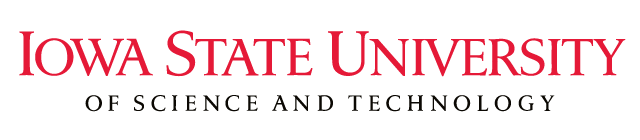 IOWA STATE UNIVERSITY
OF SCIENCE AND TECHNOLOGY